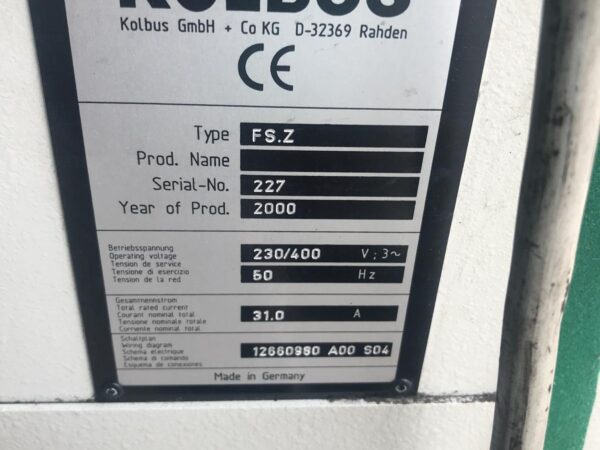 KOLBUS
Kolbus GmbH + Co KG D-32369 Rahden
CE
Type FS.Z
Prod. Name
Serial-No. 227
Year of Prod. 2000
Betriebsspannung
Operating voltage 230/400 V ; 3~
Tension de service
Tensione di esercizio 50 Hz
Tension de la red
Gesamtnennstrom
Total rated current
Courant nominal total 31.0 A
Tensione nominale totale
Corriente nominal total
Schaltplan
Wiring diagram
Schema electrique 12660980 A00 S04
Schema di comando
Esquema de conexiones
Made in Germany